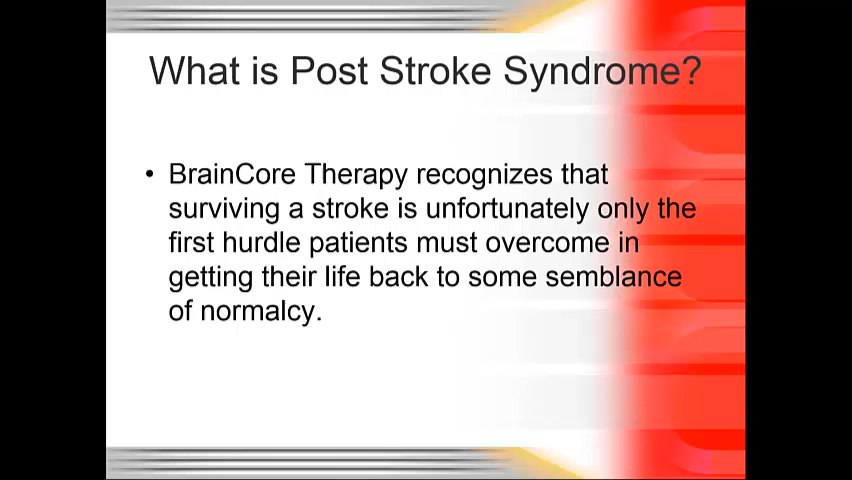 What is Post Stroke Syndrome?
• BrainCore Therapy recognizes that
surviving a stroke is unfortunately only the
first hurdle patients must overcome in
getting their life back to some semblance
of normalcy.